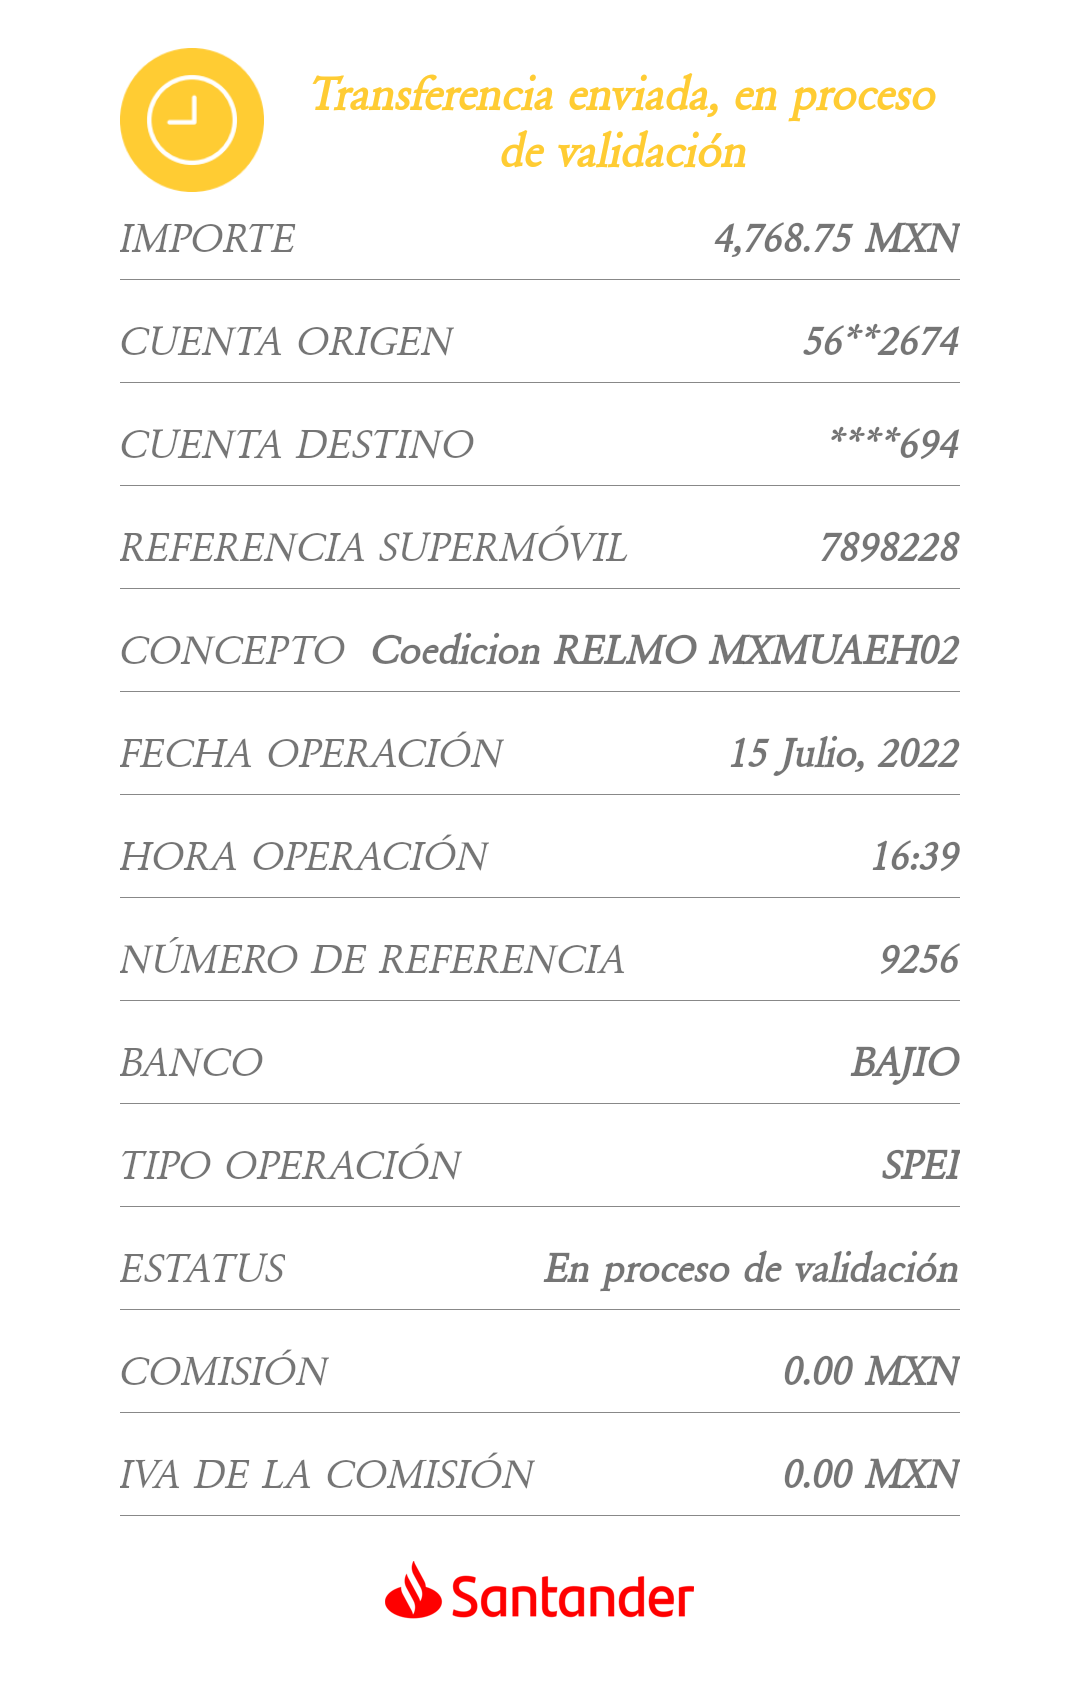 Transferencia enviada, en proceso
de validación
IMPORTE 4,768.75 MXN
CUENTA ORIGEN 56**2674
CUENTA DESTINO ****694
REFERENCIA SUPERMÓVIL 7898228
CONCEPTO Coedicion RELMO MXMUAEH02
FECHA OPERACIÓN 15 Julio, 2022
HORA OPERACIÓN 16:39
NÚMERO DE REFERENCIA 9256
BANCO BAJIO
TIPO OPERACIÓN SPEI
ESTATUS En proceso de validación
COMISIÓN 0.00 MXN
IVA DE LA COMISIÓN 0.00 MXN
Santander